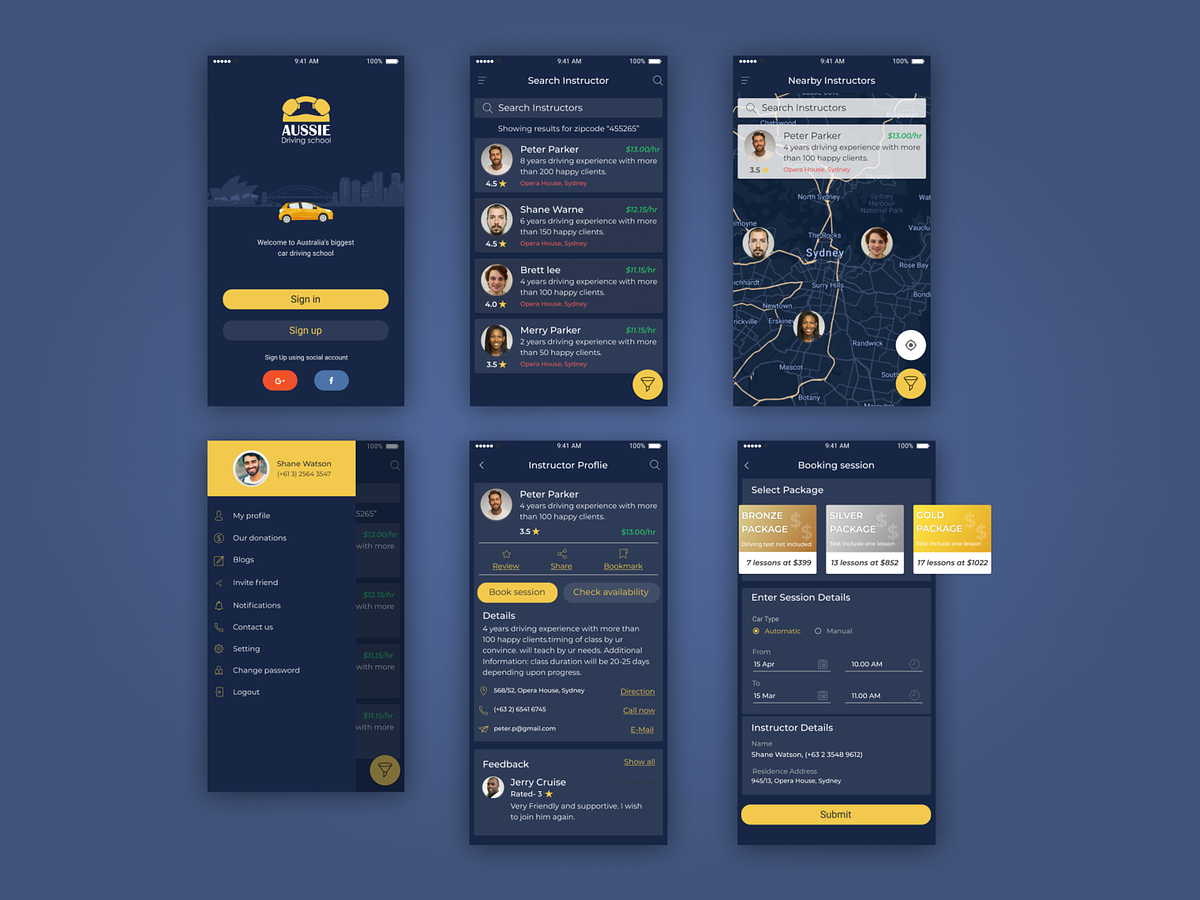 9:41 AM
100%
AUSSIE
Driving school
Welcome to Australia's biggest
car driving school
Sign in
Sign up
Sign Up using social account
G+
f
9:41 AM
100%
Search Instructor
Search Instructors
Showing results for zipcode "455265"
Peter Parker
$13.00/hr
8 years driving experience with more
than 200 happy clients.
4.5
Opera House, Sydney
Shane Warne
$12.15/hr
6 years driving experience with more
than 150 happy clients.
4.5
Opera House, Sydney
Brett lee
$11.15/hr
4 years driving experience with more
than 100 happy clients.
4.0
Opera House, Sydney
Merry Parker
$11.15/hr
2 years driving experience with more
than 50 happy clients.
3.5
Opera House, Sydney
9:41 AM
100%
Nearby Instructors
Search Instructors
Chatswood
Peter Parker
$13.00/hr
4 years driving experience with more
than 100 happy clients.
3.5
Opera House, Sydney
North Sydney
Sydney
Harbour
National Park
Wat
mmoyne
The Rocks
Vauclu
Sydney
Rose Bay
ichhardt
Surry Hills
Bondi
Newtown
rrickville
Erskine
Randwick
Mascot
South
Botany
100%
Shane Watson
(+61 3) 2564 3547
55265"
My profile
Our donations
Blogs
Invite friend
Notifications
Contact us
Setting
Change password
Logout
$13.00/hr
with more
$12.15/hr
with more
$11.15/hr
with more
$11.15/hr
with more
9:41 AM
100%
Instructor Proflie
Peter Parker
4 years driving experience with more
than 100 happy clients.
3.5
$13.00/hr
Review
Share
Bookmark
Book session
Check availability
Details
4 years driving experience with more than
100 happy clients.timing of class by ur
convince. will teach by ur needs. Additional
Information: class duration will be 20-25 days
depending upon progress.
568/52, Opera House, Sydney
Direction
(+63 2) 6541 6745
Call now
peter.p@gmail.com
E-Mail
Feedback
Show all
Jerry Cruise
Rated- 3
Very Friendly and supportive. I wish
to join him again.
9:41 AM
100%
Booking session
Select Package
BRONZE
PACKAGE
Driving test not included
7 lessons at $399
SILVER
PACKAGE
Test include one lesson
13 lessons at $852
GOLD
PACKAGE
Test include one lesson
17 lessons at $1022
Enter Session Details
Car Type
Automatic
Manual
From
15 Apr
10.00 AM
To
15 Mar
11.00 AM
Instructor Details
Name
Shane Watson, (+63 2 3548 9612)
Residence Address
945/13, Opera House, Sydney
Submit